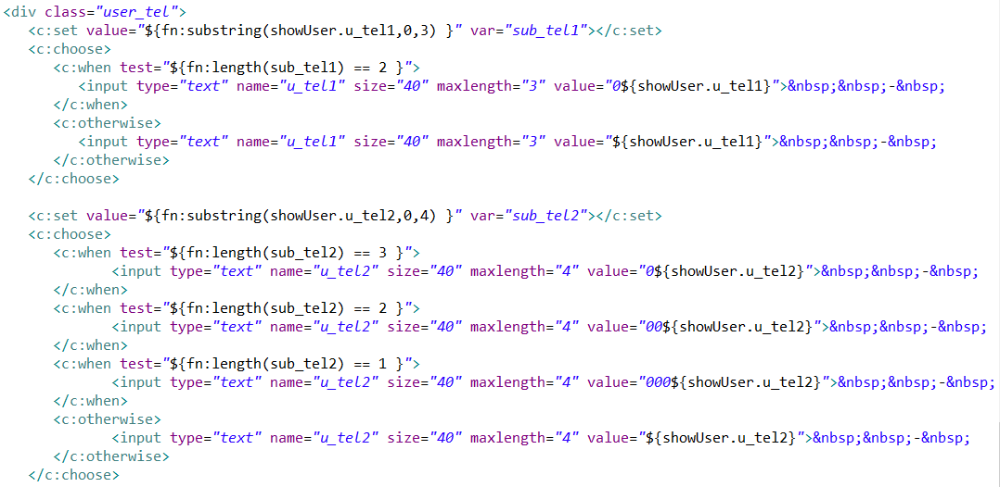 <div class="user_tel">
<c:set value="${fn:substring(showUser.u_tel1,0,3) }" var="sub_tel1"></c:set>
<c:choose>
<c:when test="${fn:length(sub_tel1) == 2 }">
<input type="text" name="u_tel1" size="40" maxlength="3" value="0${showUser.u_tel1}">&nbsp;&nbsp;-&nbsp;
</c:when>
<c:otherwise>
<input type="text" name="u_tel1" size="40" maxlength="3" value="${showUser.u_tel1}">&nbsp;&nbsp;-&nbsp;
</c:otherwise>
</c:choose>
<c:set value="${fn:substring(showUser.u_tel2,0,4) }" var="sub_tel2"></c:set>
<c:choose>
<c:when test="${fn:length(sub_tel2) == 3 }">
<input type="text" name="u_tel2" size="40" maxlength="4" value="0${showUser.u_tel2}">&nbsp;&nbsp;-&nbsp;
</c:when>
<c:when test="${fn:length(sub_tel2) == 2 }">
<input type="text" name="u_tel2" size="40" maxlength="4" value="00${showUser.u_tel2}">&nbsp;&nbsp;-&nbsp;
</c:when>
<c:when test="${fn:length(sub_tel2) == 1 }">
<input type="text" name="u_tel2" size="40" maxlength="4" value="000${showUser.u_tel2}">&nbsp;&nbsp;-&nbsp;
</c:when>
<c:otherwise>
<input type="text" name="u_tel2" size="40" maxlength="4" value="${showUser.u_tel2}">&nbsp;&nbsp;-&nbsp;
</c:otherwise>
</c:choose>